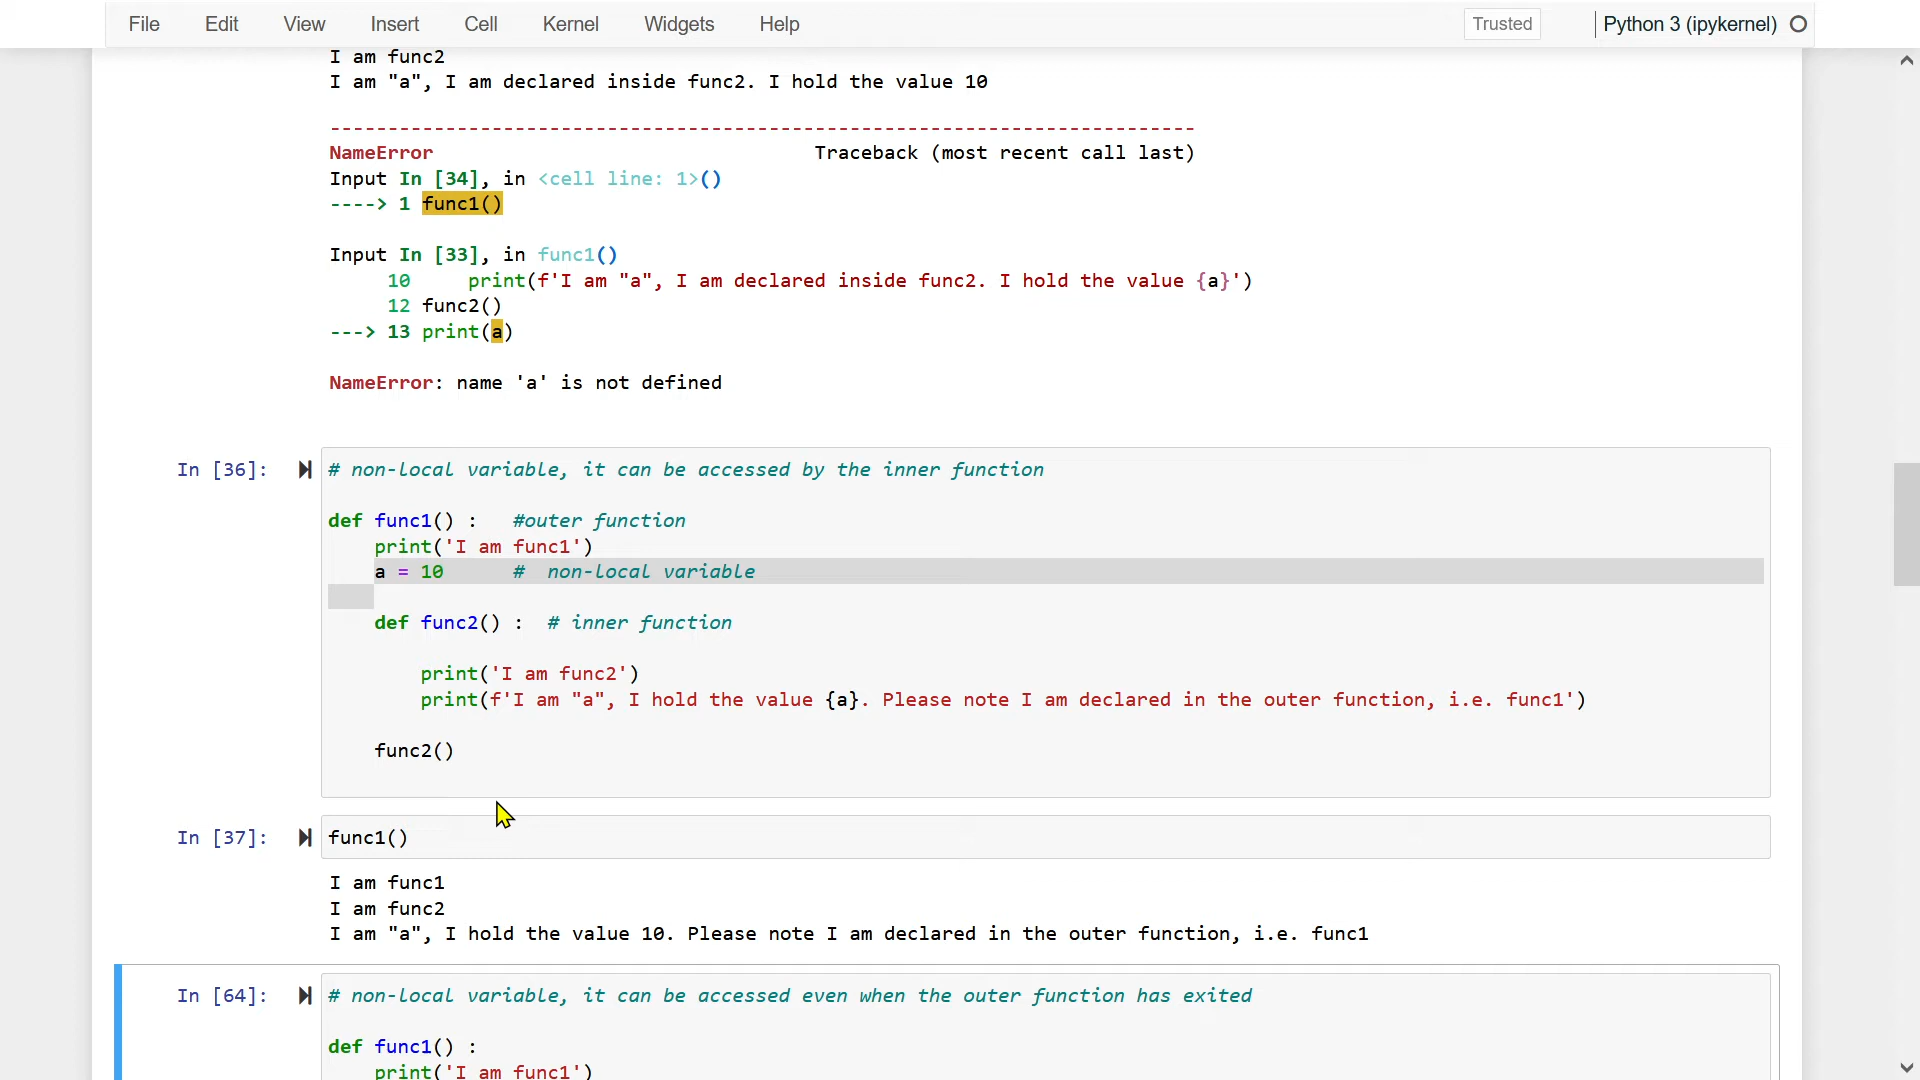 File Edit View Insert Cell Kernel Widgets Help Trusted Python 3 (ipykernel)
I am func2
I am "a", I am declared inside func2. I hold the value 10
---------------------------------------------------------------------------
NameError Traceback (most recent call last)
Input In [34], in <cell line: 1>()
----> 1 func1()
Input In [33], in func1()
10 print(f'I am "a", I am declared inside func2. I hold the value {a}')
12 func2()
---> 13 print(a)
NameError: name 'a' is not defined
In [36]: # non-local variable, it can be accessed by the inner function
def func1() : #outer function
print('I am func1')
a = 10 # non-local variable
def func2() : # inner function
print('I am func2')
print(f'I am "a", I hold the value {a}. Please note I am declared in the outer function, i.e. func1')
func2()
In [37]: func1()
I am func1
I am func2
I am "a", I hold the value 10. Please note I am declared in the outer function, i.e. func1
In [64]: # non-local variable, it can be accessed even when the outer function has exited
def func1() :
print('I am func1')